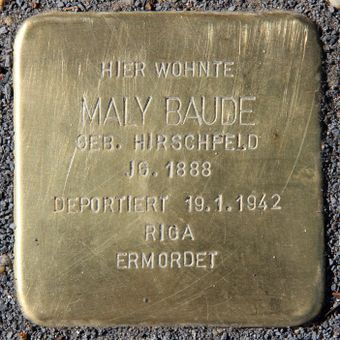 HIER WOHNTE
MALY BAUDE
GEB. HIRSCHFELD
JG. 1888
DEPORTIERT 19.1.1942
RIGA
ERMORDET